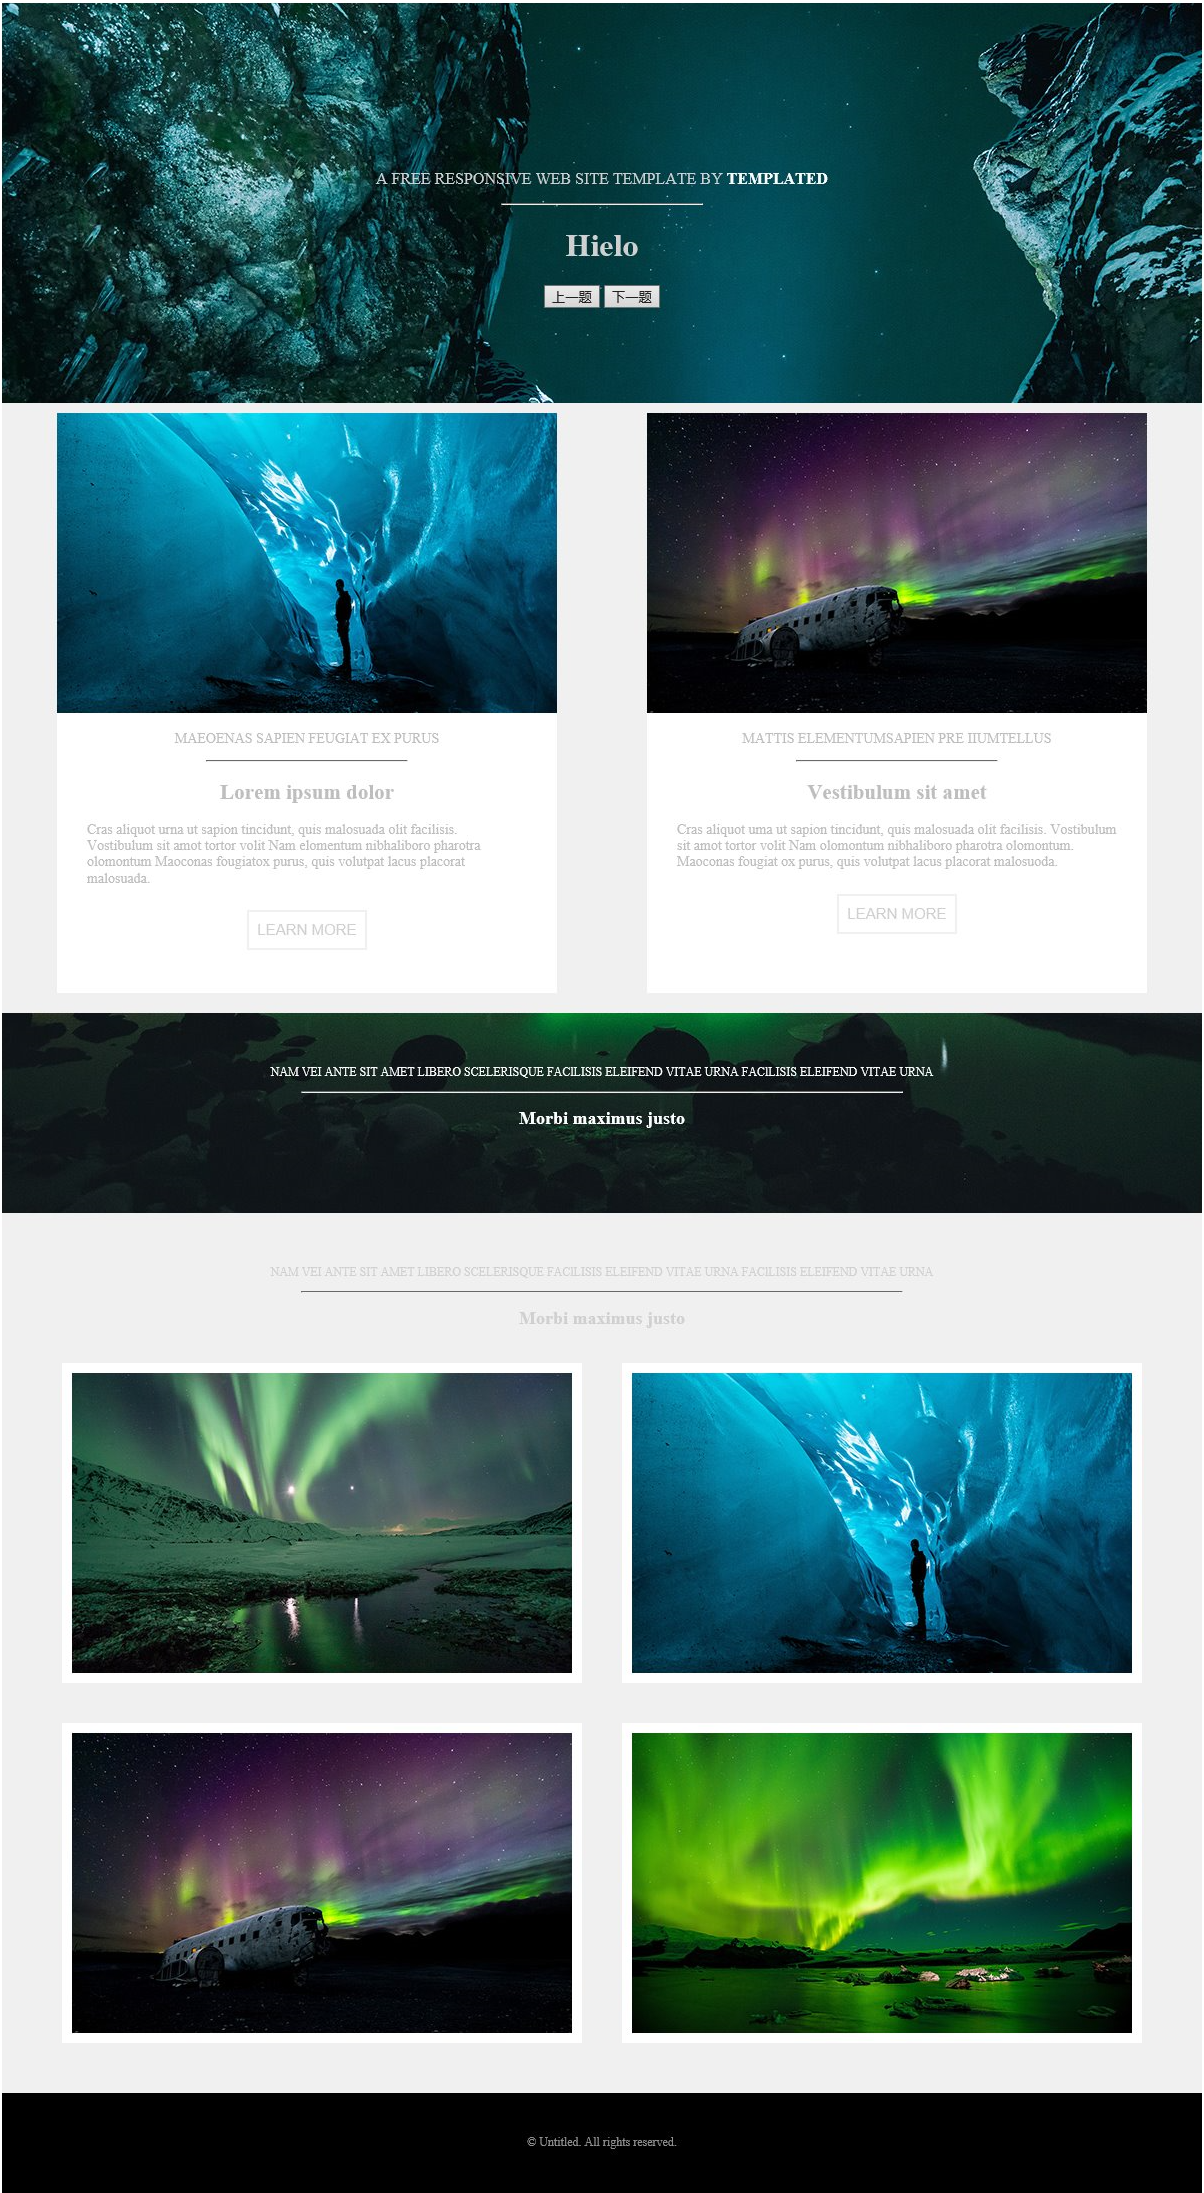 A FREE RESPONSIVE WEB SITE TEMPLATE BY TEMPLATED
Hielo
上一题 下一题
MAEOENAS SAPIEN FEUGIAT EX PURUS
Lorem ipsum dolor
Cras aliquot urna ut sapion tincidunt, quis malosuada olit facilisis.
Vostibulum sit amot tortor volit Nam elomentum nibhaliboro pharotra
olomontum Maoconas fougiatox purus, quis volutpat lacus placorat
malosuada.
LEARN MORE
MATTIS ELEMENTUMSAPIEN PRE IIUMTELLUS
Vestibulum sit amet
Cras aliquot uma ut sapion tincidunt, quis malosuada olit facilisis. Vostibulum
sit amot tortor volit Nam olomontum nibhaliboro pharotra olomontum.
Maoconas fougiat ox purus, quis volutpat lacus placorat malosuoda.
LEARN MORE
NAM VEI ANTE SIT AMET LIBERO SCELERISQUE FACILISIS ELEIFEND VITAE URNA FACILISIS ELEIFEND VITAE URNA
Morbi maximus justo
NAM VEI ANTE SIT AMET LIBERO SCELERISQUE FACILISIS ELEIFEND VITAE URNA FACILISIS ELEIFEND VITAE URNA
Morbi maximus justo
© Untitled. All rights reserved.